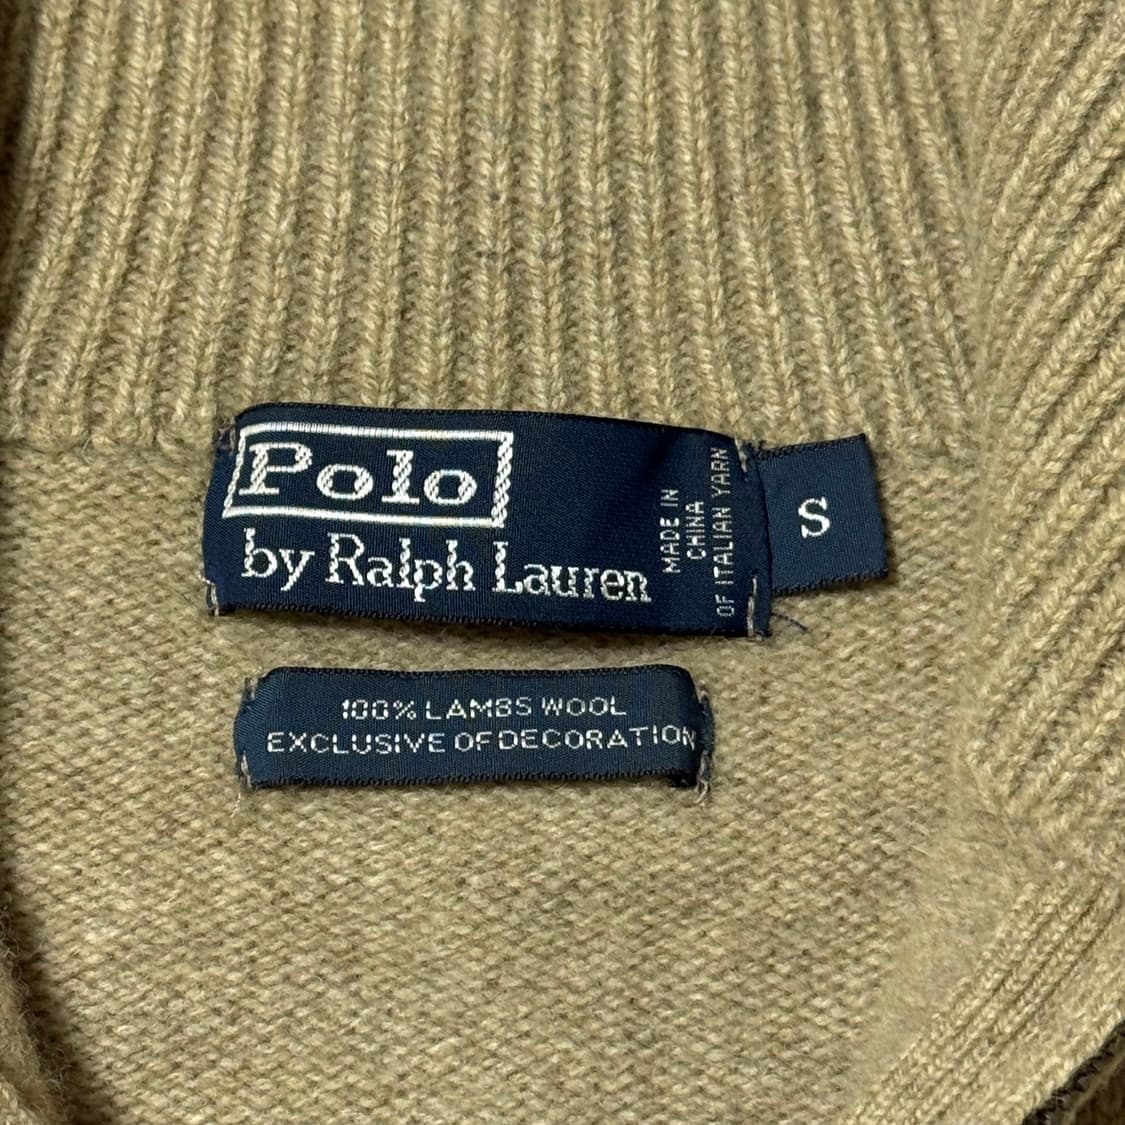 Polo
by Ralph Lauren
MADE IN
CHINA
OF ITALIAN YARN
S
100% LAMBS WOOL
EXCLUSIVE OF DECORATION